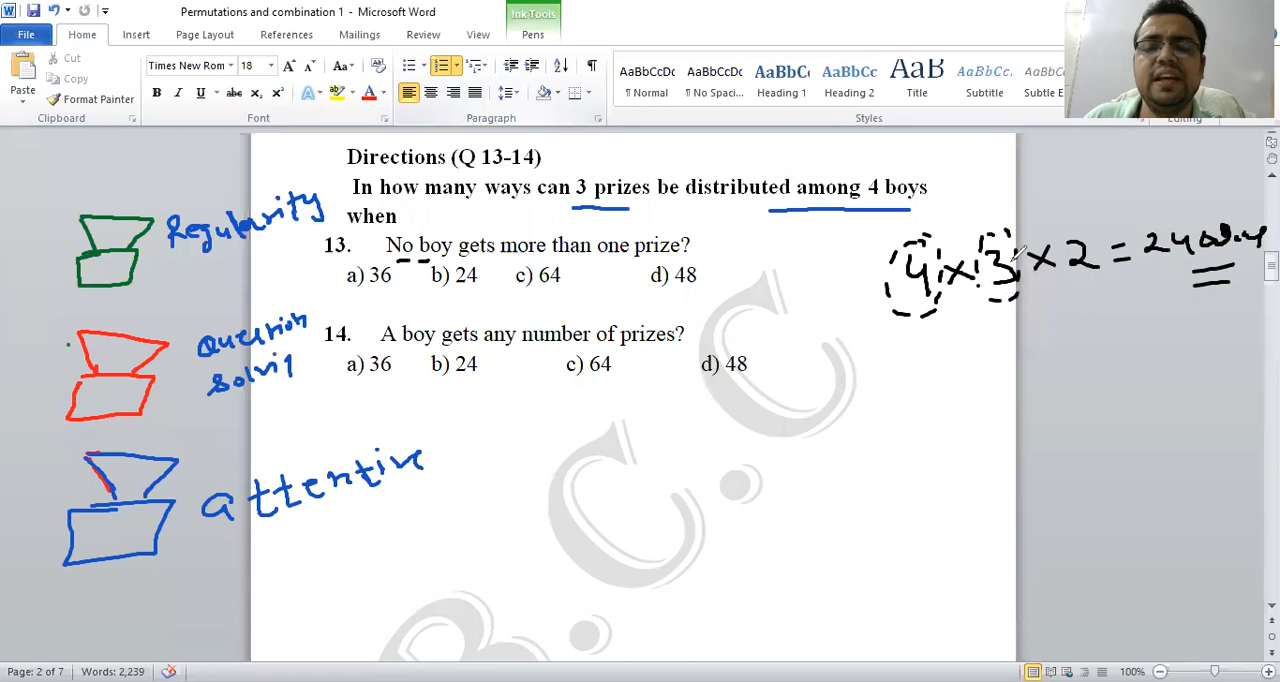 Permutations and combination 1 - Microsoft Word
Ink Tools
File Home Insert Page Layout References Mailings Review View Pens
Cut
Copy
Format Painter
Paste
Clipboard
Times New Rom 18
Font
Paragraph
AaBbCcDc AaBbCcDc AaBbC AaBbCc AaB AaBbCc.
¶ Normal ¶ No Spaci... Heading 1 Heading 2 Title Subtitle Subtle E
Styles
Editing
Directions (Q 13-14)
In how many ways can 3 prizes be distributed among 4 boys
when
13. No boy gets more than one prize?
a) 36 b) 24 c) 64 d) 48
14. A boy gets any number of prizes?
a) 36 b) 24 c) 64 d) 48
Regularity
Question
solving
attentive
4 × 3 × 2 = 24
B.C.C.
Page: 2 of 7 Words: 2,239
100%